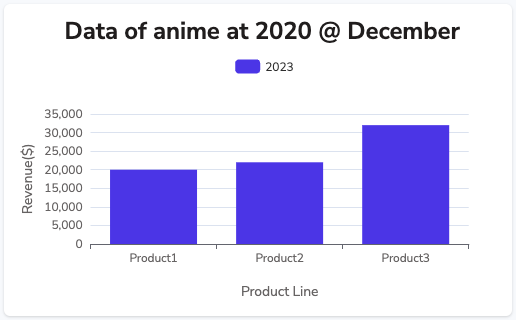 Data of anime at 2020 @ December
2023
Revenue($)
35,000
30,000
25,000
20,000
15,000
10,000
5,000
0
Product1 Product2 Product3
Product Line